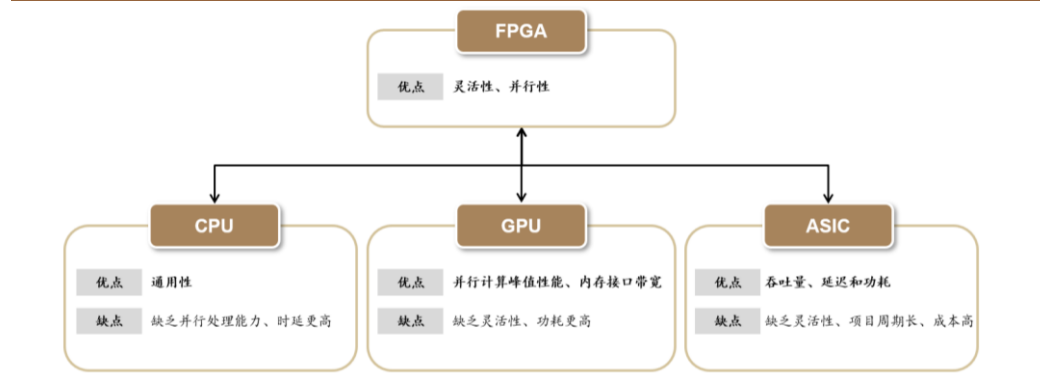 FPGA
优点 灵活性、并行性
CPU
优点 通用性
缺点 缺乏并行处理能力、时延更高
GPU
优点 并行计算峰值性能、内存接口带宽
缺点 缺乏灵活性、功耗更高
ASIC
优点 吞吐量、延迟和功耗
缺点 缺乏灵活性、项目周期长、成本高